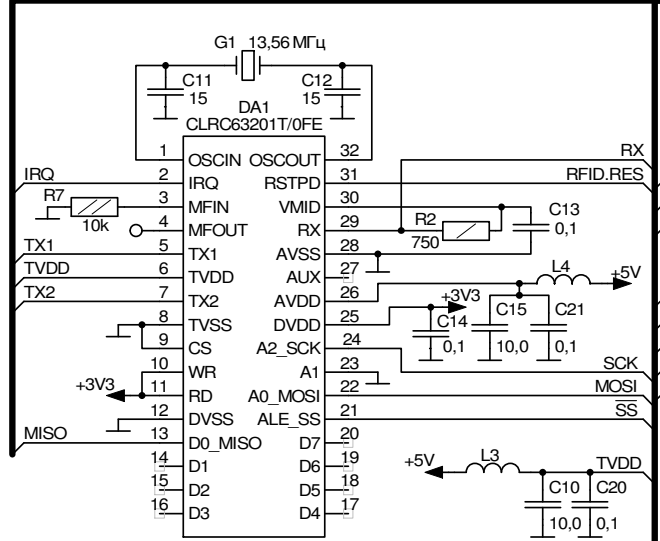 G1 13,56 МГц
C11 C12
15 15
DA1
CLRC63201T/0FE
1 OSCIN OSCOUT 32 RX
IRQ 2 IRQ RSTPD 31 RFID.RES
R7 3 MFIN VMID 30 C13
10k 4 MFOUT RX 29 R2 0,1
TX1 5 TX1 AVSS 28 750
TVDD 6 TVDD AUX 27 L4 +5V
TX2 7 TX2 AVDD 26 +3V3
8 TVSS DVDD 25 C14 C15 C21
9 CS A2_SCK 24 0,1 10,0 0,1
10 WR A1 23 SCK
+3V3 11 RD A0_MOSI 22 MOSI
12 DVSS ALE_SS 21 SS
MISO 13 D0_MISO D7 20
14 D1 D6 19 +5V L3 TVDD
15 D2 D5 18 C10 C20
16 D3 D4 17 10,0 0,1